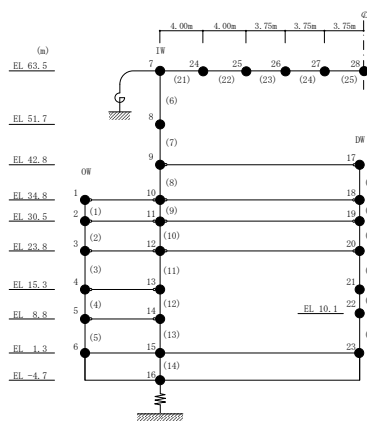 4.00m 4.00m 3.75m 3.75m 3.75m
(m) IW
EL 63.5 7 24 25 26 27 28
(21) (22) (23) (24) (25)
(6)
EL 51.7 8
(7)
EL 42.8 9 17
OW DW
(8)
EL 34.8 1 10 18
(1) (9)
EL 30.5 2 11 19
(2) (10)
EL 23.8 3 12 20
(3) (11)
EL 15.3 4 13 21
(4) (12) 22 EL 10.1
EL 8.8 5 14
(5) (13)
EL 1.3 6 15 23
(14)
EL -4.7 16